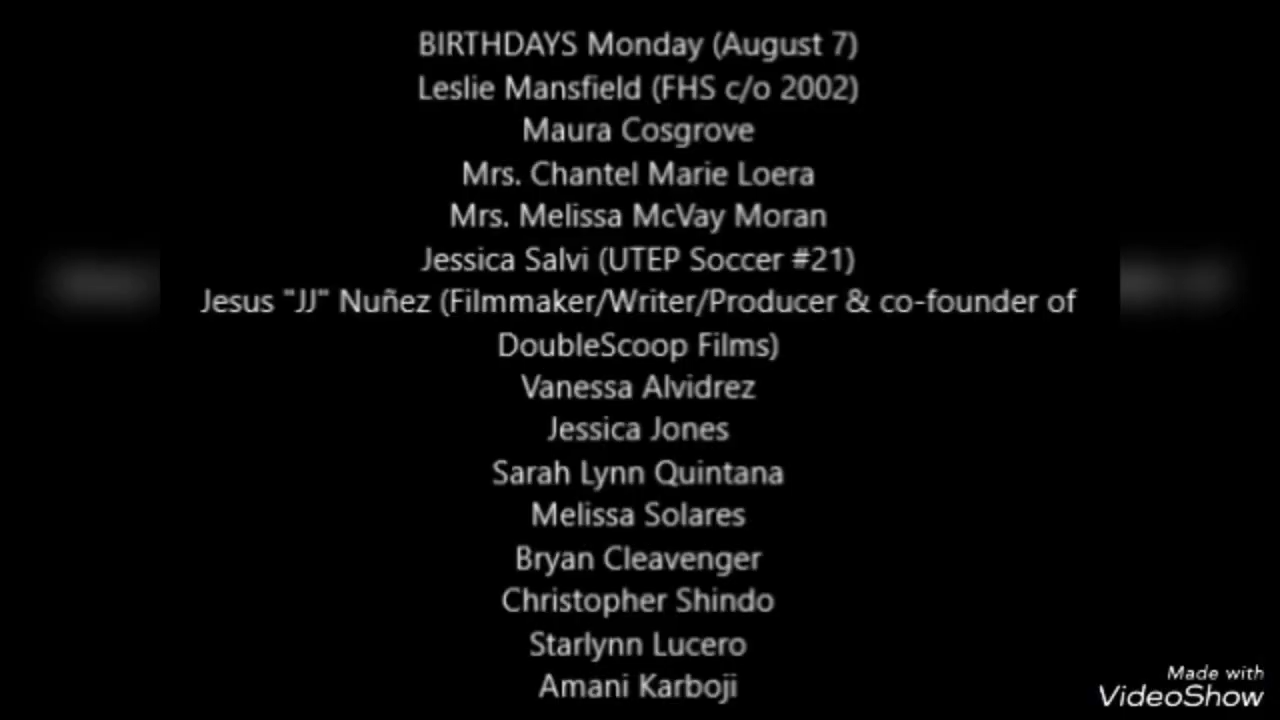 BIRTHDAYS Monday (August 7)
Leslie Mansfield (FHS c/o 2002)
Maura Cosgrove
Mrs. Chantel Marie Loera
Mrs. Melissa McVay Moran
Jessica Salvi (UTEP Soccer #21)
Jesus "JJ" Nuñez (Filmmaker/Writer/Producer & co-founder of
DoubleScoop Films)
Vanessa Alvidrez
Jessica Jones
Sarah Lynn Quintana
Melissa Solares
Bryan Cleavenger
Christopher Shindo
Starlynn Lucero
Amani Karboji
Made with
VideoShow